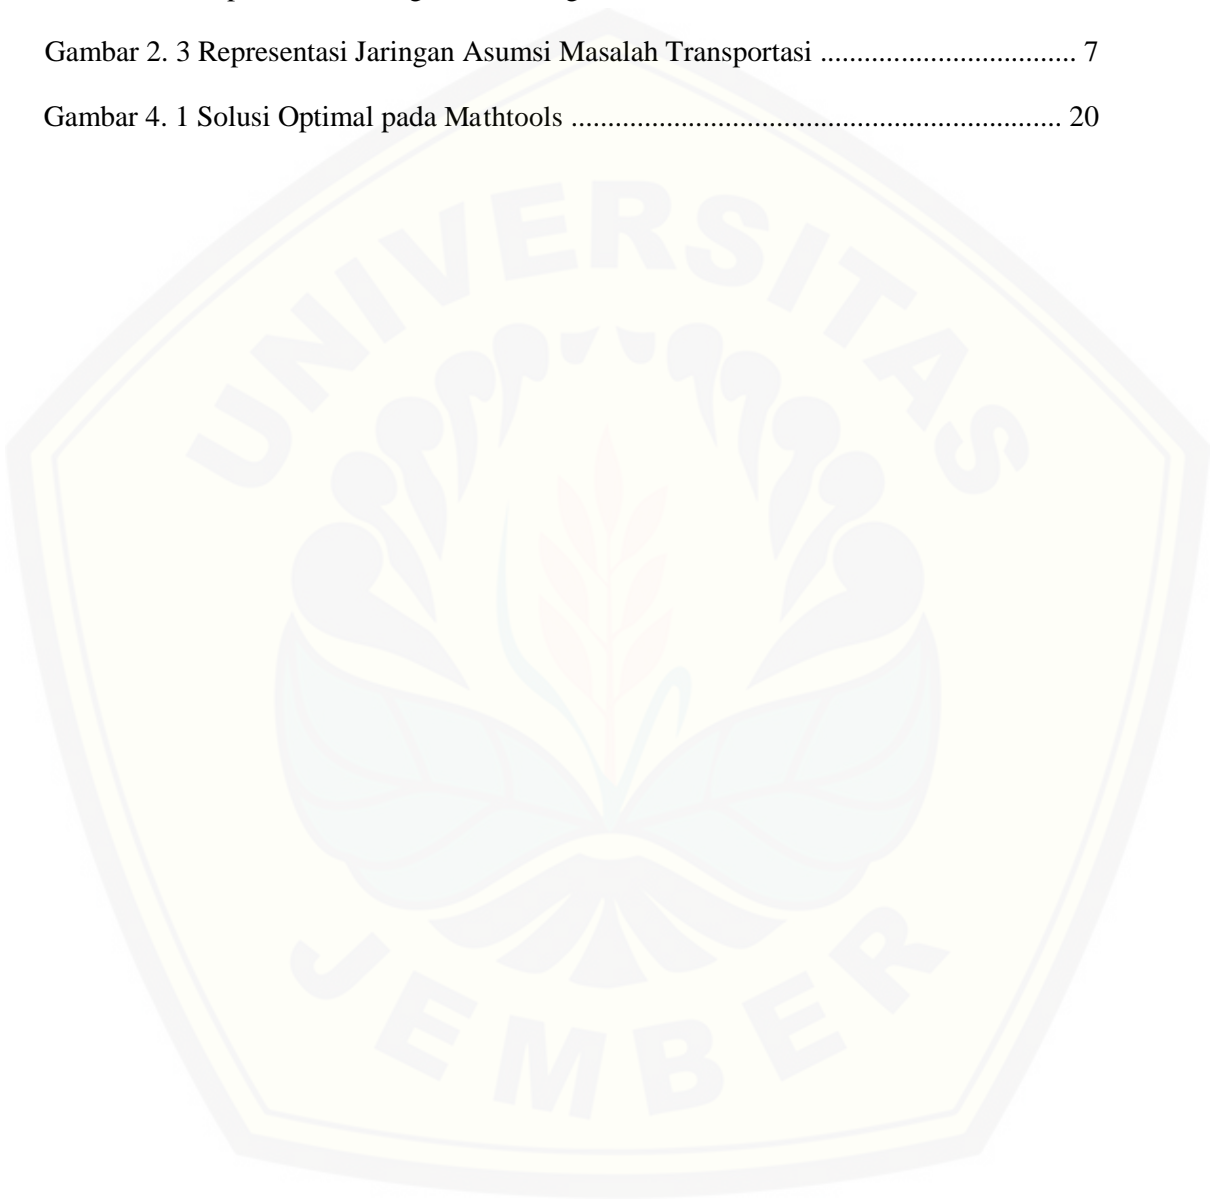 Gambar 2. 3 Representasi Jaringan Asumsi Masalah Transportasi ................................... 7
Gambar 4. 1 Solusi Optimal pada Mathtools ................................................................... 20
UNIVERSITAS
JEMBER